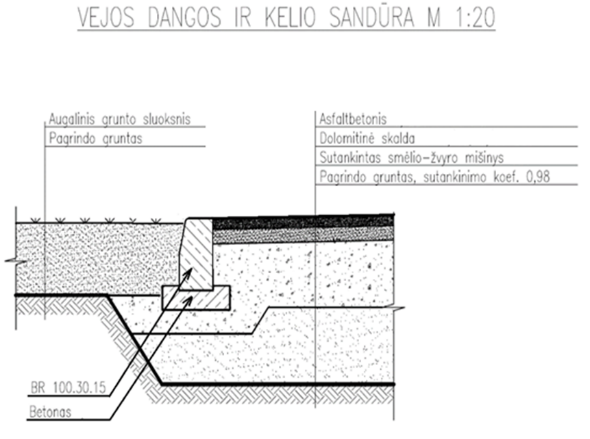 VEJOS DANGOS IR KELIO SANDŪRA M 1:20
Augalinis grunto sluoksnis
Pagrindo gruntas
Asfaltbetonis
Dolomitinė skalda
Sutankintas smėlio-žvyro mišinys
Pagrindo gruntas, sutankinimo koef. 0,98
BR 100.30.15
Betonas